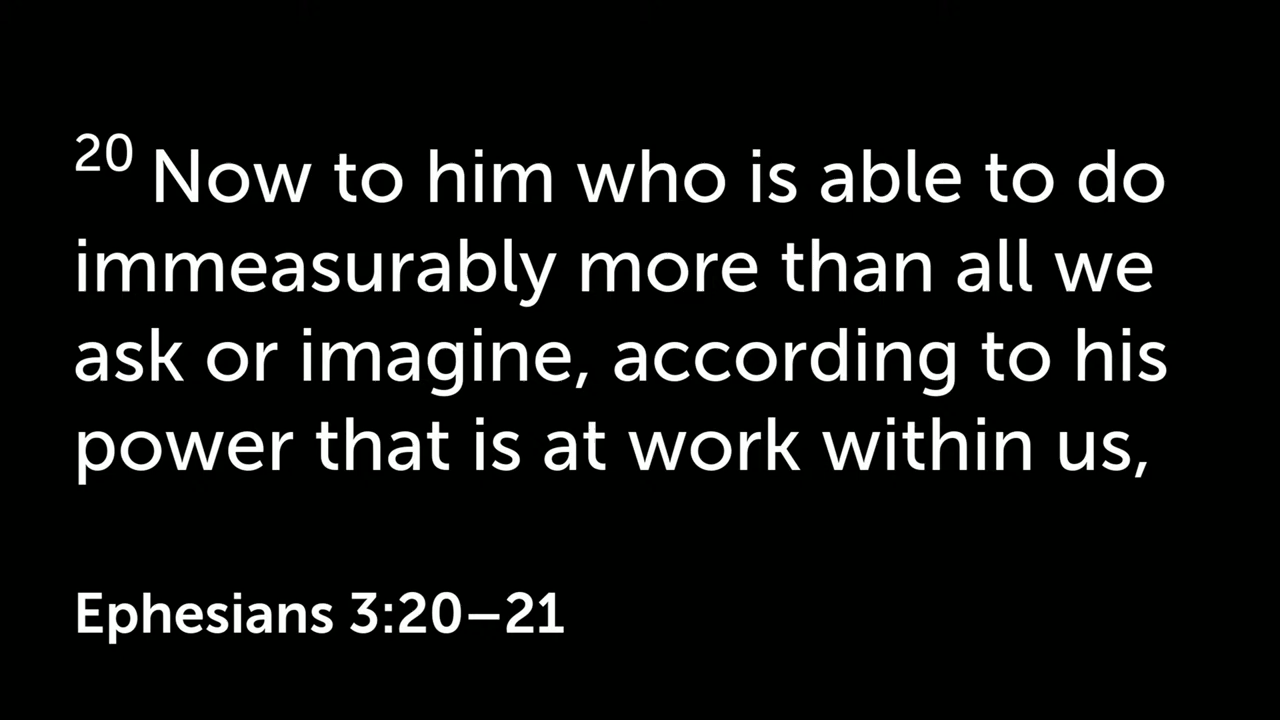 20 Now to him who is able to do
immeasurably more than all we
ask or imagine, according to his
power that is at work within us,
Ephesians 3:20–21